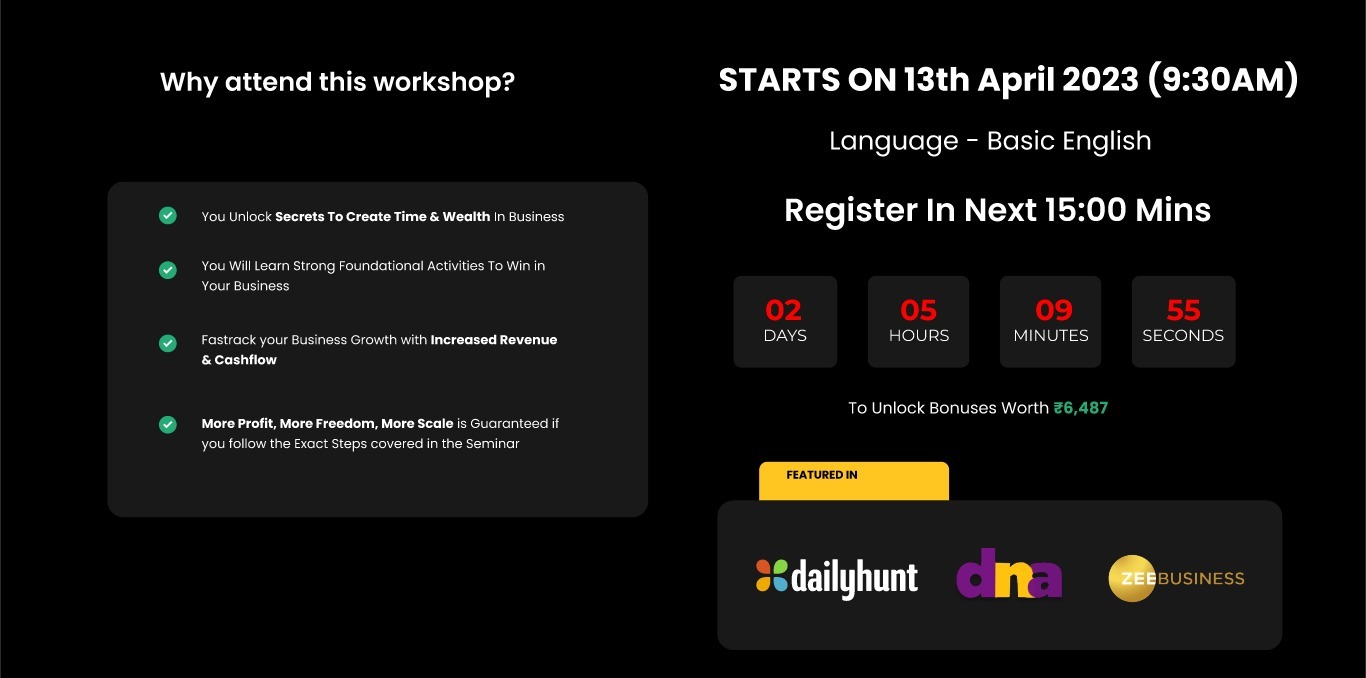 Why attend this workshop?
You Unlock Secrets To Create Time & Wealth In Business
You Will Learn Strong Foundational Activities To Win in
Your Business
Fastrack your Business Growth with Increased Revenue
& Cashflow
More Profit, More Freedom, More Scale is Guaranteed if
you follow the Exact Steps covered in the Seminar
STARTS ON 13th April 2023 (9:30AM)
Language - Basic English
Register In Next 15:00 Mins
02 05 09 55
DAYS HOURS MINUTES SECONDS
To Unlock Bonuses Worth ₹6,487
FEATURED IN
dailyhunt dna ZEEBUSINESS